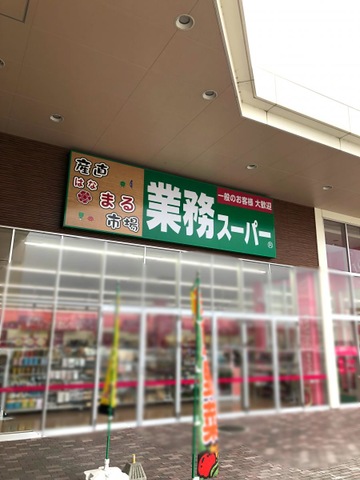 産直
はな
まる
市場
一般のお客様 大歓迎
業務スーパー®